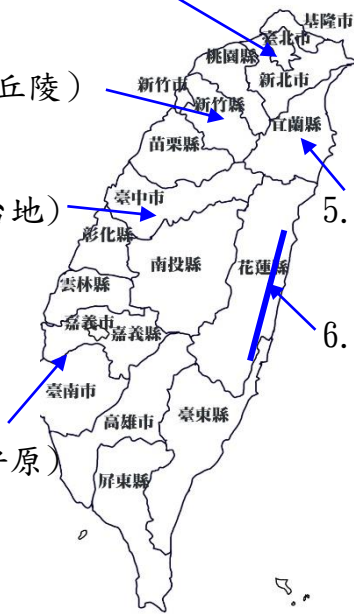 基隆市
臺北市
桃園縣
新北市
丘陵)
新竹市
新竹縣
宜蘭縣
苗栗縣
臺中市
5.
台地)
彰化縣
南投縣
花蓮縣
雲林縣
嘉義市
嘉義縣
6.
臺南市
高雄市
臺東縣
平原)
屏東縣